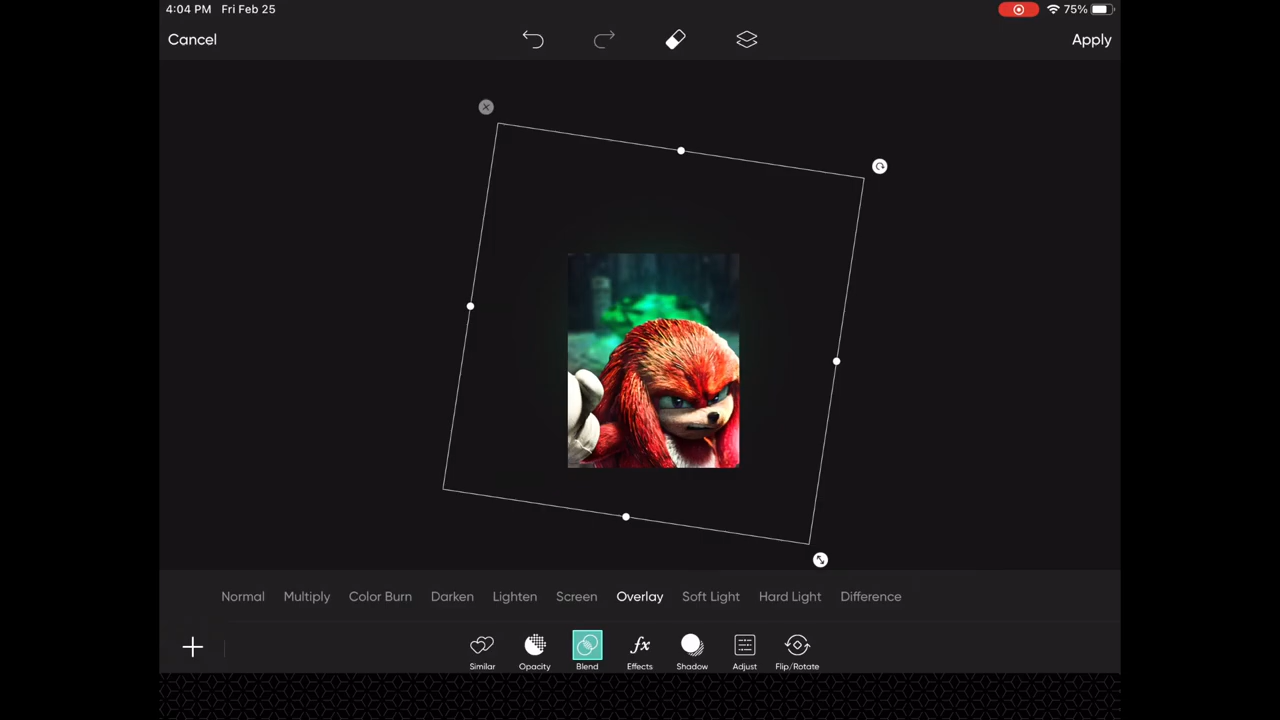 4:04 PM Fri Feb 25 75%
Cancel Apply
Normal Multiply Color Burn Darken Lighten Screen Overlay Soft Light Hard Light Difference
Similar Opacity Blend Effects Shadow Adjust Flip/Rotate